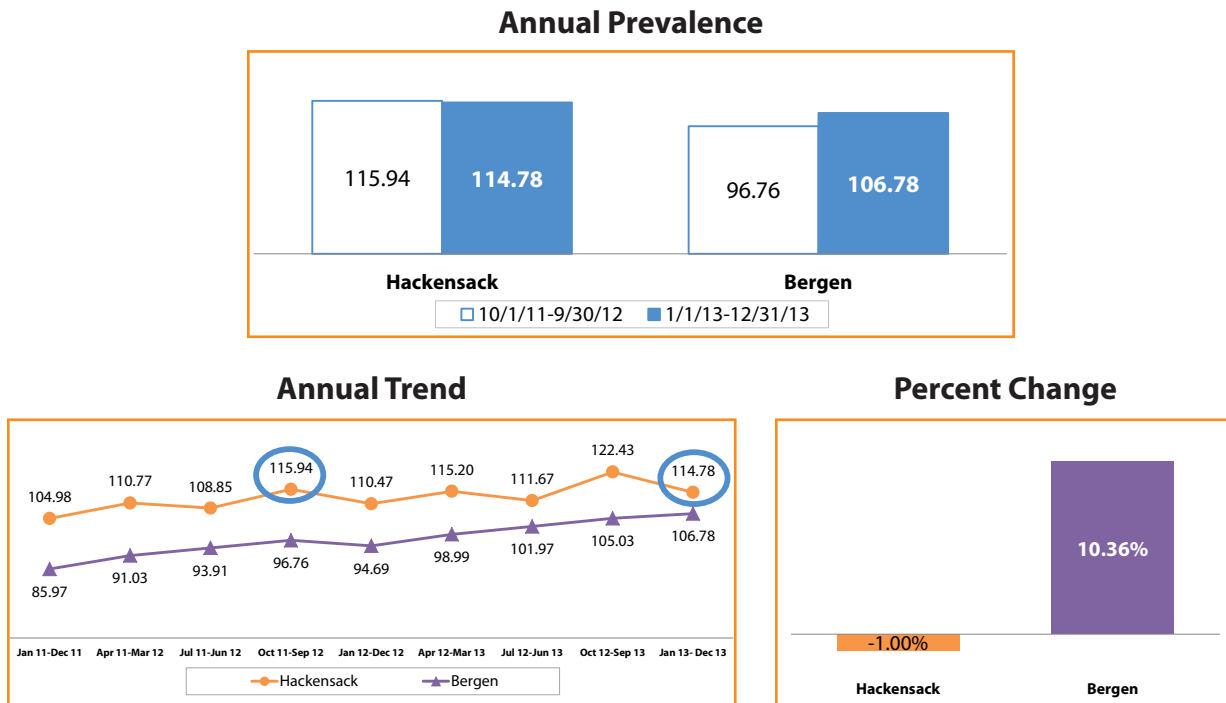 Annual Prevalence
115.94
114.78
96.76
106.78
Hackensack
Bergen
10/1/11-9/30/12
1/1/13-12/31/13
Annual Trend
104.98
110.77
108.85
115.94
110.47
115.20
111.67
122.43
114.78
85.97
91.03
93.91
96.76
94.69
98.99
101.97
105.03
106.78
Jan 11-Dec 11
Apr 11-Mar 12
Jul 11-Jun 12
Oct 11-Sep 12
Jan 12-Dec 12
Apr 12-Mar 13
Jul 12-Jun 13
Oct 12-Sep 13
Jan 13- Dec 13
Hackensack
Bergen
Percent Change
10.36%
-1.00%
Hackensack
Bergen